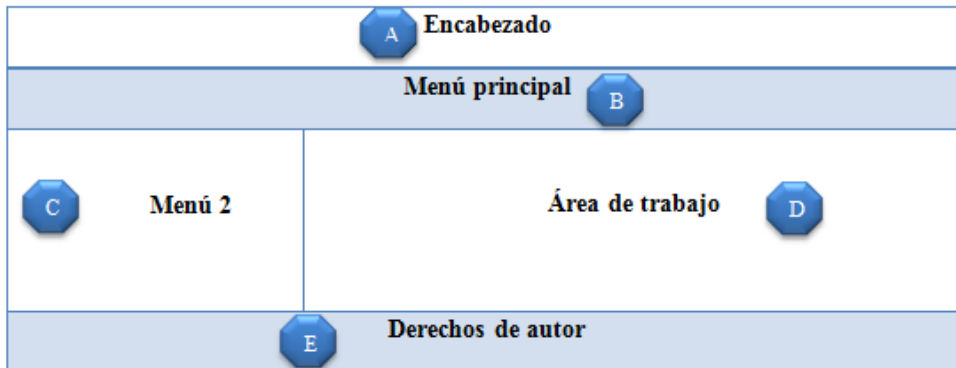 A Encabezado
Menú principal B
C Menú 2
Área de trabajo D
E Derechos de autor